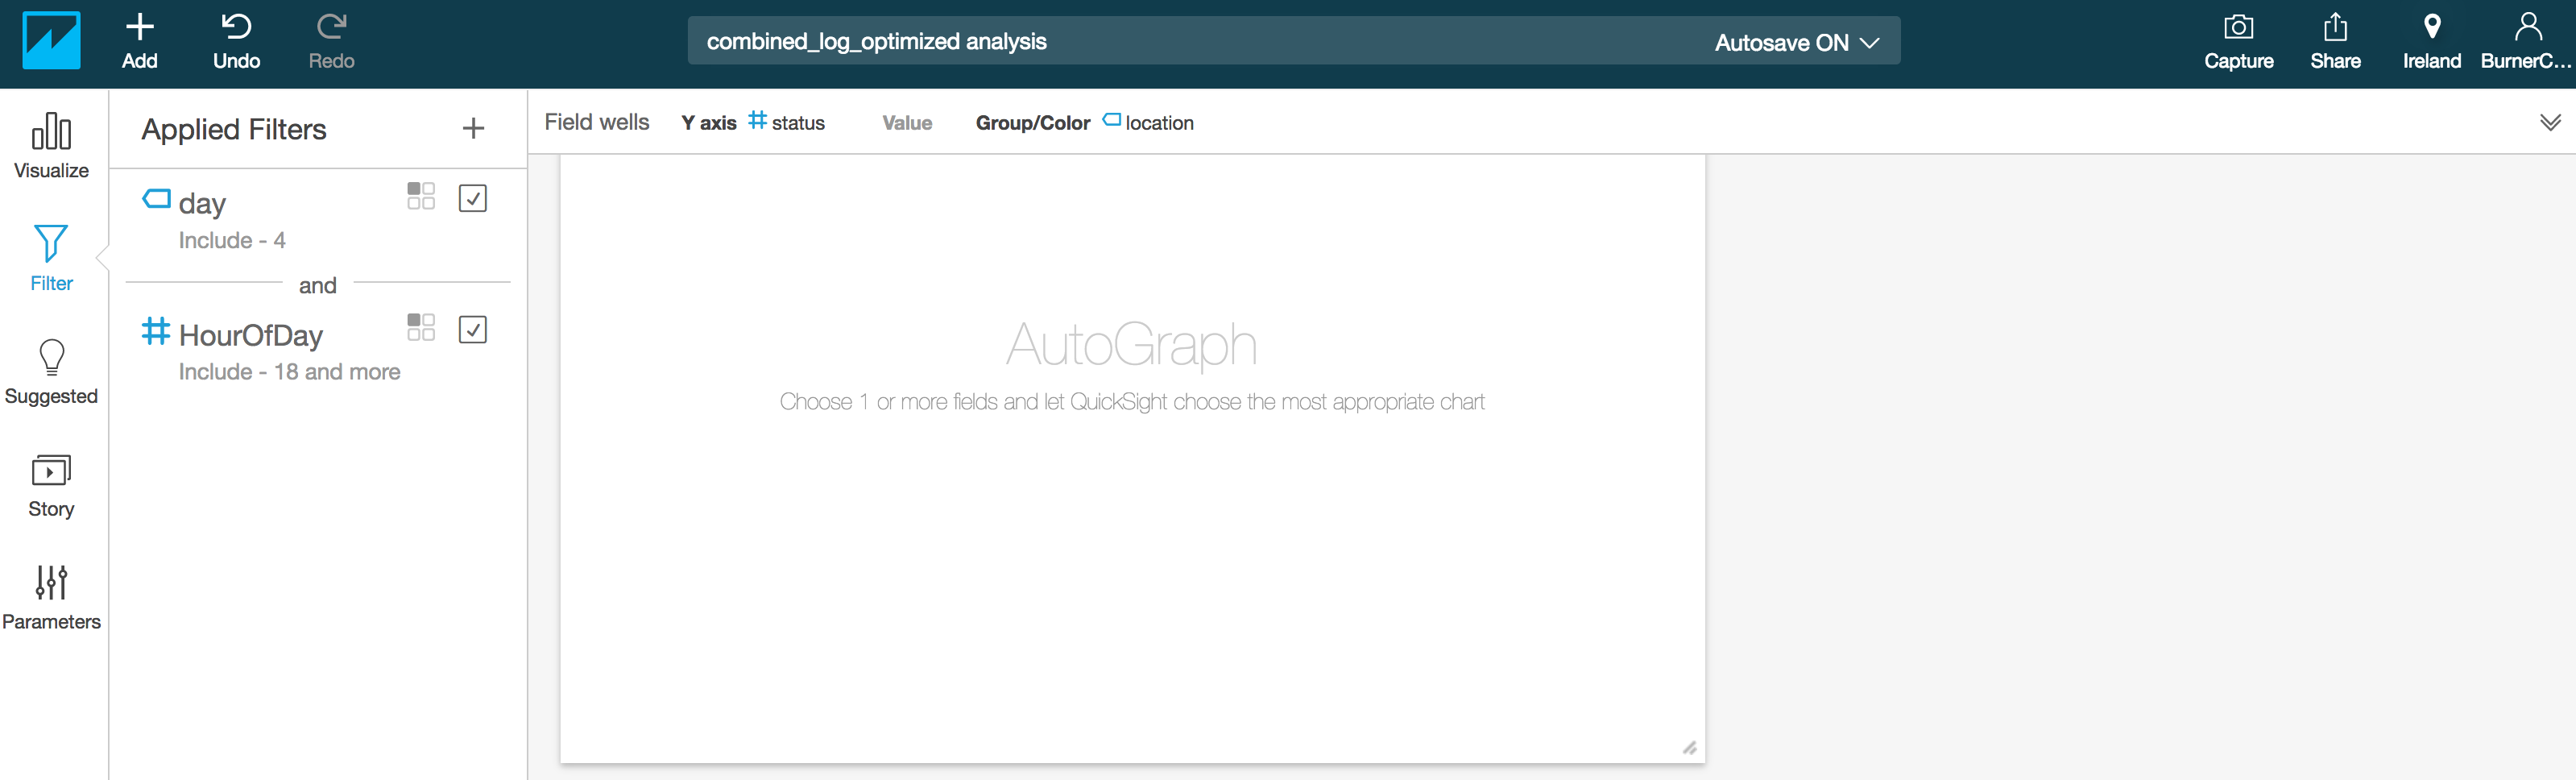 Add
Undo
Redo
combined_log_optimized analysis
Autosave ON
Capture
Share
Ireland
BurnerC...
Visualize
Filter
Suggested
Story
Parameters
Applied Filters
day
Include - 4
and
HourOfDay
Include - 18 and more
Field wells
Y axis status
Value
Group/Color location
AutoGraph
Choose 1 or more fields and let QuickSight choose the most appropriate chart